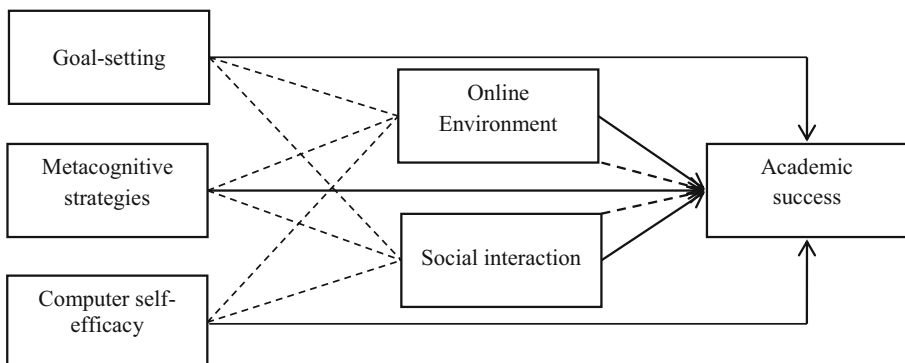 Goal-setting
Online
Environment
Metacognitive
strategies
Academic
success
Social interaction
Computer self-
efficacy